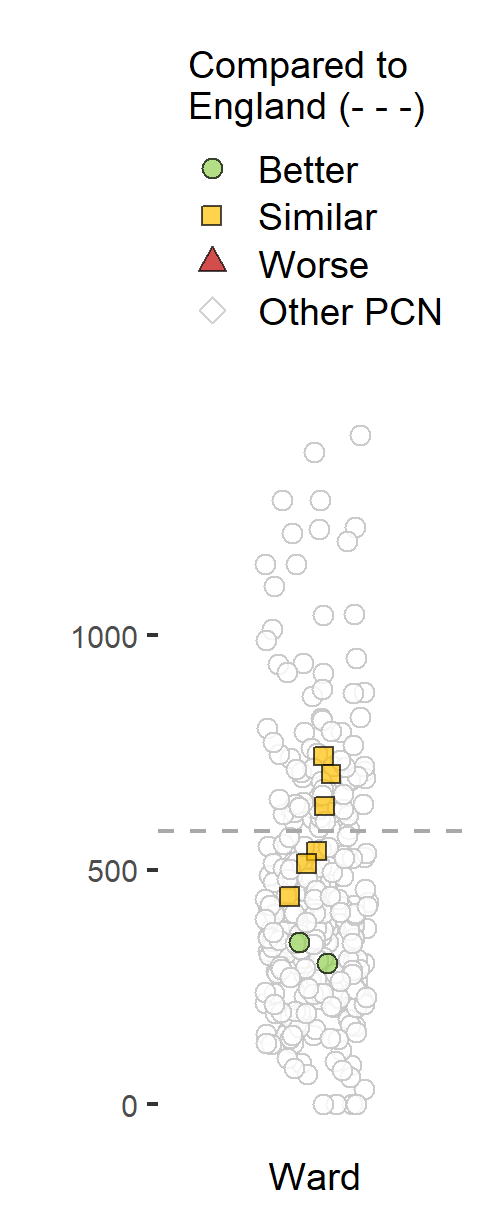 Compared to
England (- - -)
Better
Similar
Worse
Other PCN
1000
500
0
Ward